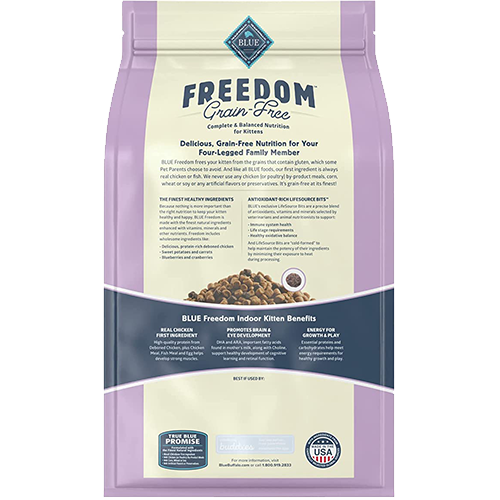 BLUE
FREEDOM™
Grain-Free
Complete & Balanced Nutrition
for Kittens
Delicious, Grain-Free Nutrition for Your
Four-Legged Family Member
BLUE Freedom frees your kitten from the grains that contain gluten, which some
Pet Parents choose to avoid. And like all BLUE foods, our first ingredient is always
real chicken or fish. We never use any chicken (or poultry) by product meals, corn,
wheat or soy or any artificial flavors or preservatives. It's grain-free at its finest!
THE FINEST HEALTHY INGREDIENTS
Because nothing is more important than
the right nutrition to keep your kitten
healthy and happy, BLUE Freedom is
made with the finest natural ingredients
enhanced with vitamins, minerals and
other nutrients. Freedom includes
wholesome ingredients like:
- Delicious, protein-rich deboned chicken
- Sweet potatoes and carrots
- Blueberries and cranberries
ANTIOXIDANT-RICH LIFESOURCE BITS™
BLUE's exclusive LifeSource Bits are a precise blend
of antioxidants, vitamins and minerals selected by
veterinarians and animal nutritionists to support:
- Immune system health
- Life stage requirements
- Healthy oxidative balance
And LifeSource Bits are "cold-formed" to
help maintain the potency of their ingredients
by minimizing their exposure to heat
during processing.
BLUE Freedom Indoor Kitten Benefits
REAL CHICKEN
FIRST INGREDIENT
High-quality protein from
Deboned Chicken, plus Chicken
Meal, Fish Meal and Egg helps
develop strong muscles.
PROMOTES BRAIN &
EYE DEVELOPMENT
DHA and ARA, important fatty acids
found in mother's milk, along with Choline,
support healthy development of cognitive
learning and retinal function.
ENERGY FOR
GROWTH & PLAY
Essential proteins and
carbohydrates help meet
energy requirements for
healthy growth and play.
BEST IF USED BY:
TRUE BLUE
PROMISE
Formulated with
the Finest Natural Ingredients
buddies
MADE IN THE
USA
For more information, visit
BlueBuffalo.com or call 1.800.919.2833